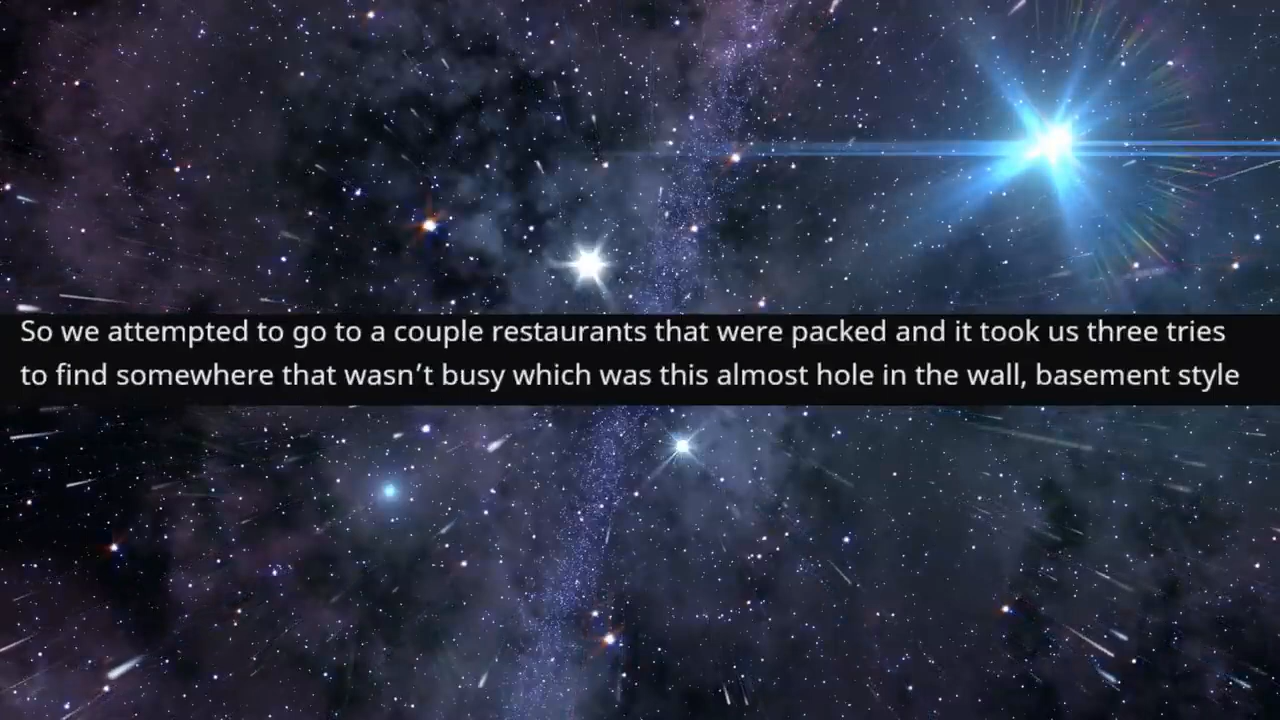 So we attempted to go to a couple restaurants that were packed and it took us three tries
to find somewhere that wasn’t busy which was this almost hole in the wall, basement style